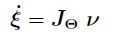 ξ̇ = J_Θ ν